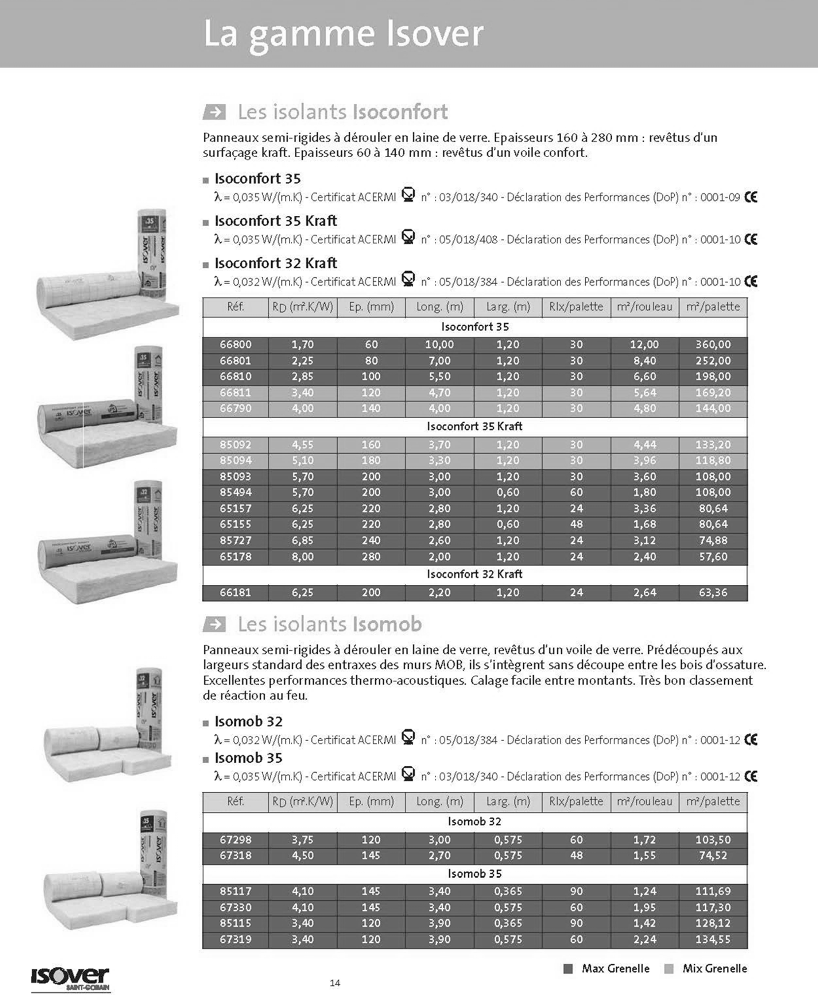 La gamme Isover
Les isolants Isoconfort
Panneaux semi-rigides à dérouler en laine de verre. Epaisseurs 160 à 280 mm : revêtus d'un
surfaçage kraft. Epaisseurs 60 à 140 mm : revêtus d'un voile confort.
Isoconfort 35
λ = 0,035 W/(m.K) - Certificat ACERMI n° : 03/018/340 - Déclaration des Performances (DoP) n° : 0001-09 CE
Isoconfort 35 Kraft
λ = 0,035 W/(m.K) - Certificat ACERMI n° : 05/018/408 - Déclaration des Performances (DoP) n° : 0001-10 CE
Isoconfort 32 Kraft
λ = 0,032 W/(m.K) - Certificat ACERMI n° : 05/018/384 - Déclaration des Performances (DoP) n° : 0001-10 CE
Réf. RD (m².K/W) Ep. (mm) Long. (m) Larg. (m) Rlx/palette m²/rouleau m²/palette
Isoconfort 35
66800 1,70 60 10,00 1,20 30 12,00 360,00
66801 2,25 80 7,00 1,20 30 8,40 252,00
66810 2,85 100 5,50 1,20 30 6,60 198,00
66811 3,40 120 4,70 1,20 30 5,64 169,20
66790 4,00 140 4,00 1,20 30 4,80 144,00
Isoconfort 35 Kraft
85092 4,55 160 3,70 1,20 30 4,44 133,20
85094 5,10 180 3,30 1,20 30 3,96 118,80
85093 5,70 200 3,00 1,20 30 3,60 108,00
85494 5,70 200 3,00 0,60 60 1,80 108,00
65157 6,25 220 2,80 1,20 24 3,36 80,64
65155 6,25 220 2,80 0,60 48 1,68 80,64
85727 6,85 240 2,60 1,20 24 3,12 74,88
65178 8,00 280 2,00 1,20 24 2,40 57,60
Isoconfort 32 Kraft
66181 6,25 200 2,20 1,20 24 2,64 63,36
Les isolants Isomob
Panneaux semi-rigides à dérouler en laine de verre, revêtus d'un voile de verre. Prédécoupés aux
largeurs standard des entraxes des murs MOB, ils s'intègrent sans découpe entre les bois d'ossature.
Excellentes performances thermo-acoustiques. Calage facile entre montants. Très bon classement
de réaction au feu.
Isomob 32
λ = 0,032 W/(m.K) - Certificat ACERMI n° : 05/018/384 - Déclaration des Performances (DoP) n° : 0001-12 CE
Isomob 35
λ = 0,035 W/(m.K) - Certificat ACERMI n° : 03/018/340 - Déclaration des Performances (DoP) n° : 0001-12 CE
Réf. RD (m².K/W) Ep. (mm) Long. (m) Larg. (m) Rlx/palette m²/rouleau m²/palette
Isomob 32
67298 3,75 120 3,00 0,575 60 1,72 103,50
67318 4,50 145 2,70 0,575 48 1,55 74,52
Isomob 35
85117 4,10 145 3,40 0,365 90 1,24 111,69
67330 4,10 145 3,40 0,575 60 1,95 117,30
85115 3,40 120 3,90 0,365 90 1,42 128,12
67319 3,40 120 3,90 0,575 60 2,24 134,55
Max Grenelle Mix Grenelle
isover
SAINT-GOBAIN
14